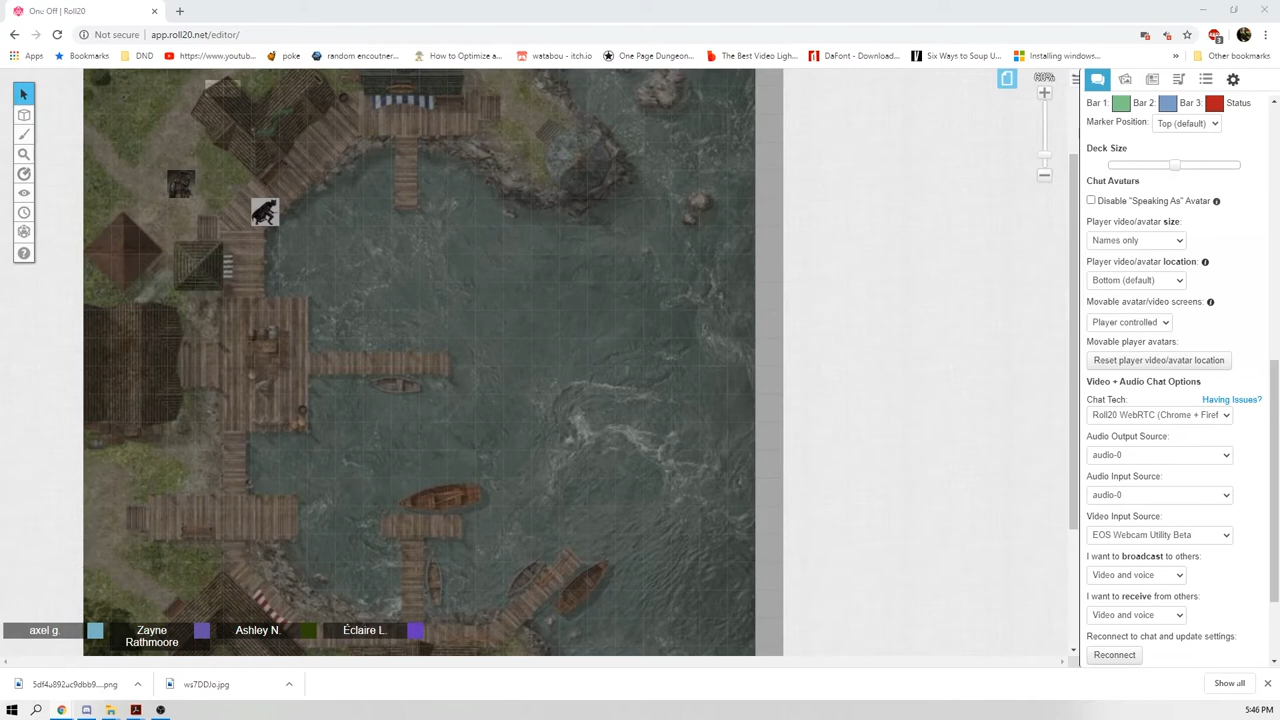 One Off | Roll20
Not secure
app.roll20.net/editor/
Apps
Bookmarks
DND
https://www.youtub...
poke
random encoutner...
How to Optimize a...
watabou - itch.io
One Page Dungeon...
The Best Video Ligh...
DaFont - Download...
Six Ways to Soup U...
Installing windows...
»
Other bookmarks
60%
Bar 1:
Bar 2:
Bar 3:
Status
Marker Position:
Top (default)
Deck Size
Chat Avatars
Disable "Speaking As" Avatar
Player video/avatar size:
Names only
Player video/avatar location:
Bottom (default)
Movable avatar/video screens:
Player controlled
Movable player avatars:
Reset player video/avatar location
Video + Audio Chat Options
Chat Tech:
Having Issues?
Roll20 WebRTC (Chrome + Firef
Audio Output Source:
audio-0
Audio Input Source:
audio-0
Video Input Source:
EOS Webcam Utility Beta
I want to broadcast to others:
Video and voice
I want to receive from others:
Video and voice
Reconnect to chat and update settings:
Reconnect
axel g.
Zayne
Rathmoore
Ashley N.
Éclaire L.
5df4a892ac9dbb9....png
ws7DDJo.jpg
Show all
5:46 PM